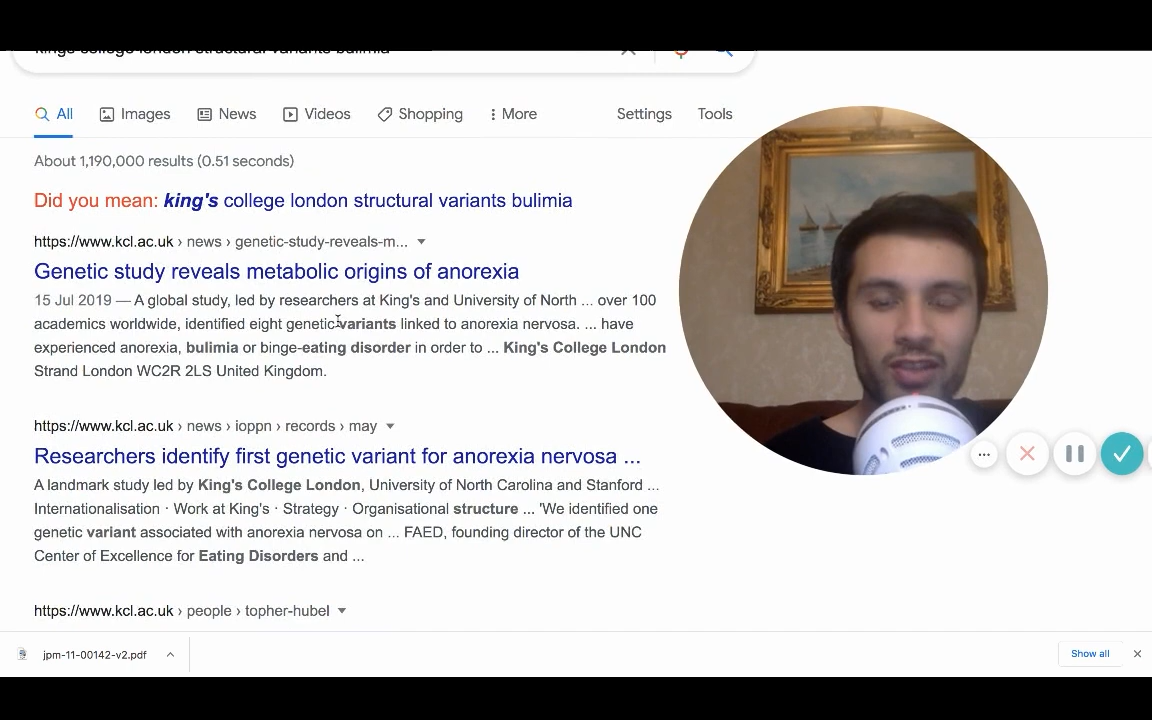 kings college london structural variants bulimia
All Images News Videos Shopping More Settings Tools
About 1,190,000 results (0.51 seconds)
Did you mean: king's college london structural variants bulimia
https://www.kcl.ac.uk › news › genetic-study-reveals-m...
Genetic study reveals metabolic origins of anorexia
15 Jul 2019 — A global study, led by researchers at King's and University of North ... over 100
academics worldwide, identified eight genetic variants linked to anorexia nervosa. ... have
experienced anorexia, bulimia or binge-eating disorder in order to ... King's College London
Strand London WC2R 2LS United Kingdom.
https://www.kcl.ac.uk › news › ioppn › records › may
Researchers identify first genetic variant for anorexia nervosa ...
A landmark study led by King's College London, University of North Carolina and Stanford ...
Internationalisation · Work at King's · Strategy · Organisational structure ... 'We identified one
genetic variant associated with anorexia nervosa on ... FAED, founding director of the UNC
Center of Excellence for Eating Disorders and ...
https://www.kcl.ac.uk › people › topher-hubel
jpm-11-00142-v2.pdf
Show all